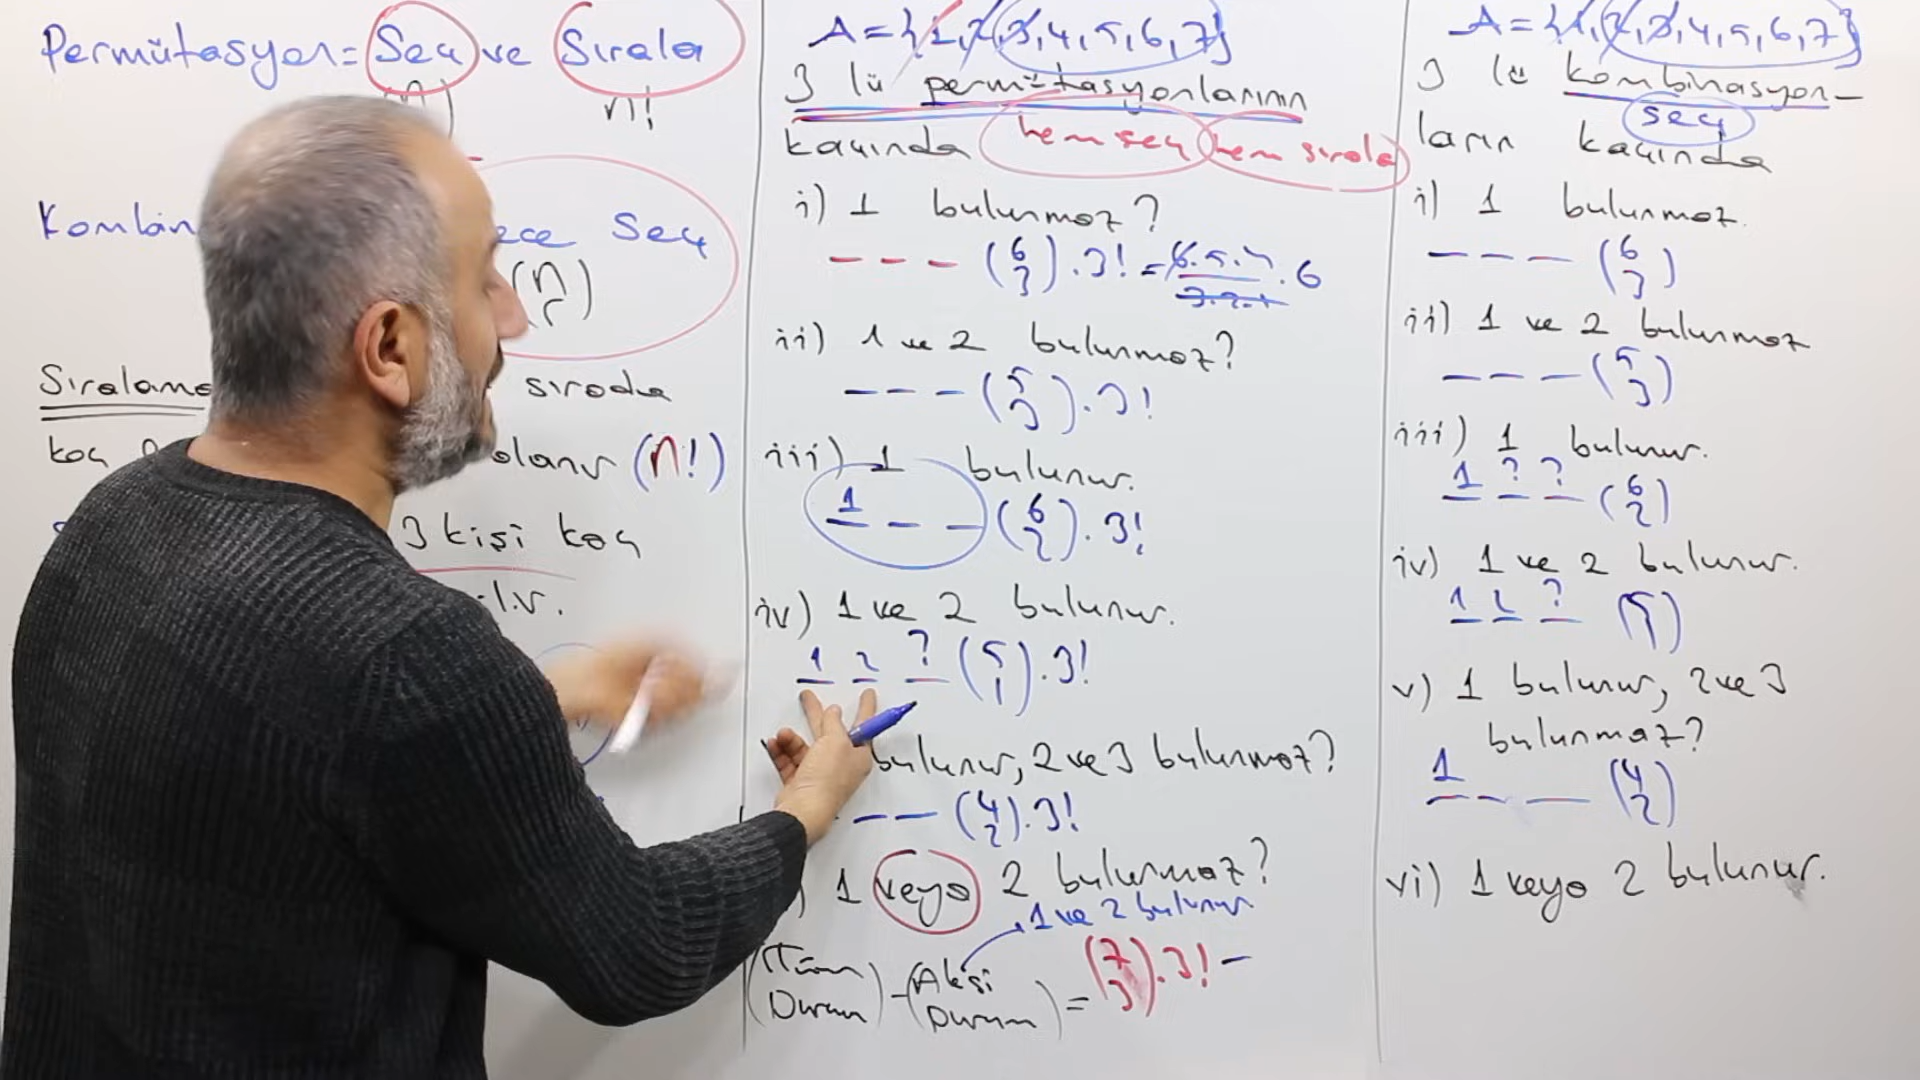 Permütasyon = Seç ve Sırala
n!
Seç
(n r)
Sıralama sırada
(n!)
3 kişi kaç
A = {1, 2, 3, 4, 5, 6, 7}
3 lü permütasyonlarının
kaçında hem seç hem sırala
i) 1 bulunmaz?
_ _ _ (6 3) . 3! = 6.5.4 / 3.2.1 . 6
ii) 1 ve 2 bulunmaz?
_ _ _ (5 3) . 3!
iii) 1 bulunur.
1 _ _ (6 2) . 3!
iv) 1 ve 2 bulunur.
1 2 ? (5 1) . 3!
bulunur, 2 ve 3 bulunmaz?
_ _ (4 2) . 3!
) 1 veya 2 bulunmaz?
1 ve 2 bulunur
(Tüm Durum) - (Aksi Durum) = (7 3) . 3! -
A = {1, 2, 3, 4, 5, 6, 7}
3 lü kombinasyon-
seç
ların kaçında
i) 1 bulunmaz.
_ _ _ (6 3)
ii) 1 ve 2 bulunmaz
_ _ _ (5 3)
iii) 1 bulunur.
1 ? ? (6 2)
iv) 1 ve 2 bulunur.
1 2 ? (5 1)
v) 1 bulunur, 2 ve 3
bulunmaz?
1 _ _ (4 2)
vi) 1 veya 2 bulunur.